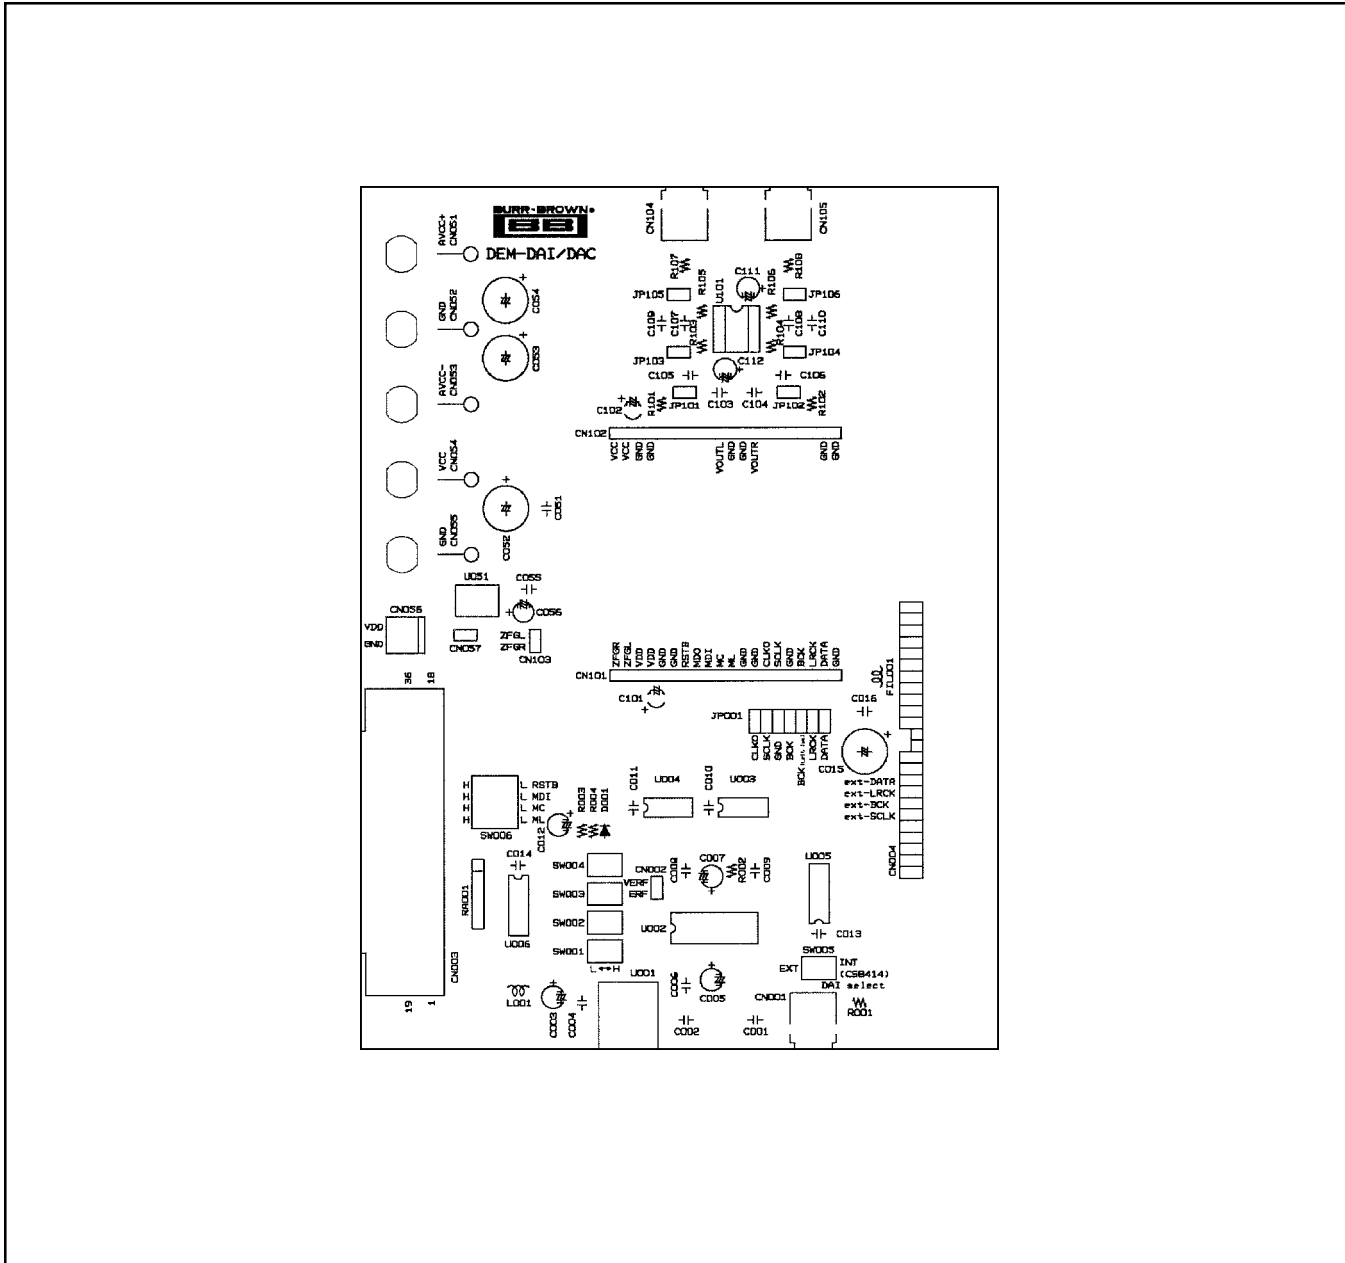 BURR-BROWN
BB
DEM-DAI/DAC
AVCC+
CN051
GND
CN052
AVCC-
CN053
VCC
CN054
GND
CN055
C054
C053
C052
C051
CN104
CN105
R107
R105
C111
R106
R108
U101
JP105
JP106
C109
C107
R103
R104
C108
C110
JP103
JP104
C112
C105
C106
C102
R101
JP101
C103
C104
JP102
R102
CN102
VCC
VCC
GND
GND
VOUTL
GND
GND
VOUTR
GND
GND
U051
C055
C056
CN056
VDD
GND
CN057
ZFGL
ZFGR
CN103
ZFGR
ZFGL
VDD
VDD
GND
GND
RSTB
MDO
MDI
MC
ML
GND
GND
CLKO
SCLK
GND
BCK
LRCK
DATA
GND
CN101
C101
FIL001
C016
JP001
CLKO
SCLK
GND
BCK
BCK
LRCK
DATA
C015
ext-DATA
ext-LRCK
ext-BCK
ext-SCLK
CN004
36
18
19
1
CN003
H L RSTB
H L MDI
H L MC
H L ML
SW006
C012
R003
R004
D001
C011
U004
C010
U003
C014
RA001
U006
SW004
SW003
SW002
SW001
L ↔ H
CN002
VERF
ERF
C008
C007
R002
C009
U002
U005
C013
SW005
EXT
INT
(CS8414)
DAI select
L001
C003
C004
U001
C006
C005
C002
C001
CN001
R001